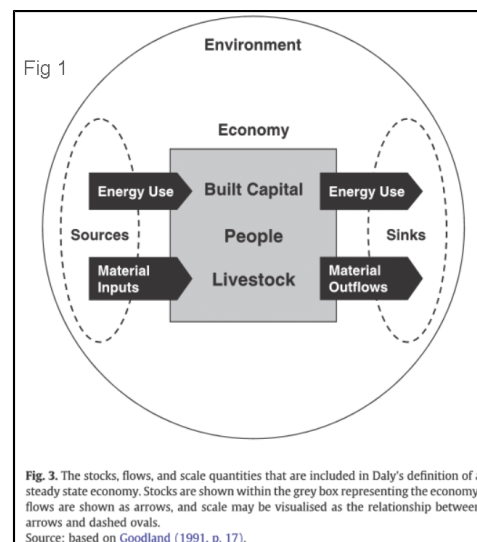 Environment
Fig 1
Economy
Energy Use
Built Capital
Energy Use
Sources
People
Sinks
Material
Inputs
Livestock
Material
Outflows
Fig. 3. The stocks, flows, and scale quantities that are included in Daly's definition of a
steady state economy. Stocks are shown within the grey box representing the economy,
flows are shown as arrows, and scale may be visualised as the relationship between
arrows and dashed ovals.
Source: based on Goodland (1991, p. 17).